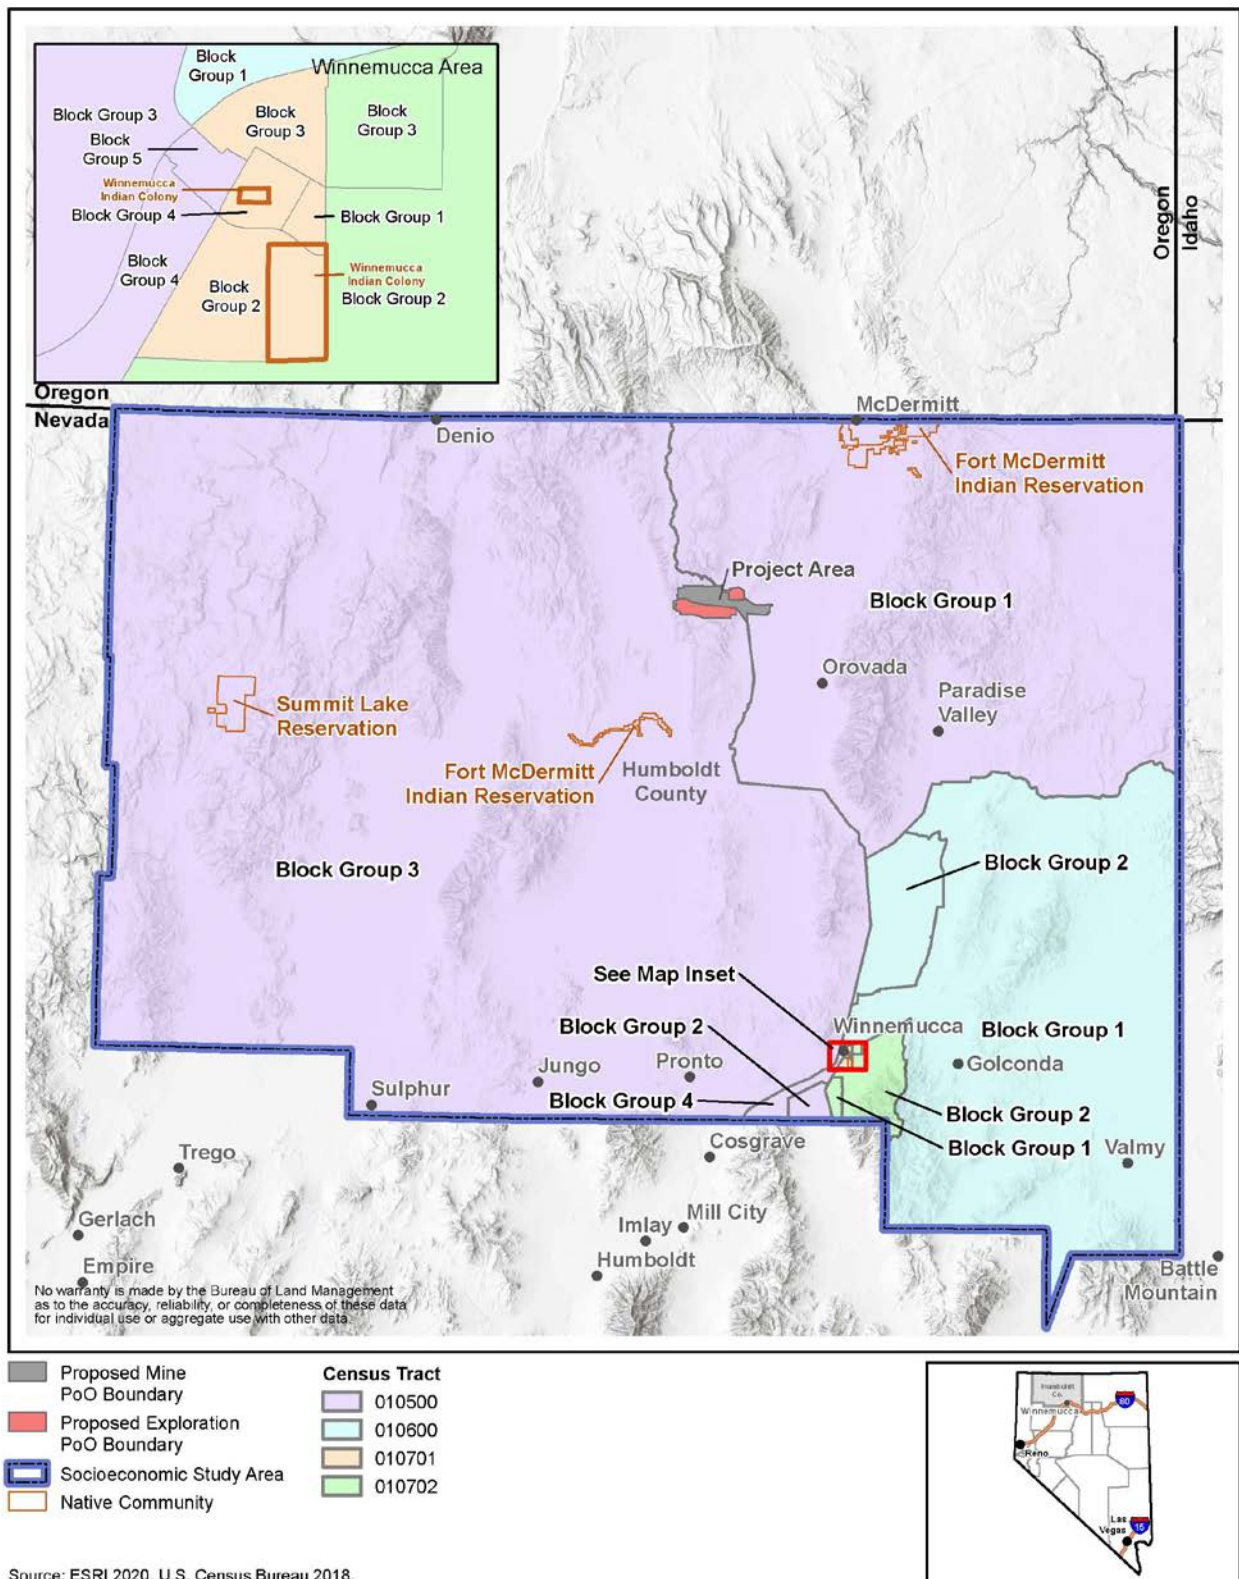 Winnemucca Area
Block
Group 1
Block Group 3
Block
Group 3
Block
Group 3
Block
Group 5
Winnemucca
Indian Colony
Block Group 4
Block Group 1
Block
Group 4
Block
Group 2
Winnemucca
Indian Colony
Block Group 2
Oregon
Idaho
Oregon
Nevada
Denio
McDermitt
Fort McDermitt
Indian Reservation
Project Area
Block Group 1
Orovada
Paradise
Valley
Summit Lake
Reservation
Fort McDermitt
Indian Reservation
Humboldt
County
Block Group 3
Block Group 2
See Map Inset
Winnemucca
Block Group 2
Block Group 1
Jungo
Pronto
Golconda
Sulphur
Block Group 4
Block Group 2
Block Group 1
Cosgrave
Valmy
Trego
Gerlach
Imlay
Mill City
Empire
Humboldt
Battle
Mountain
No warranty is made by the Bureau of Land Management
as to the accuracy, reliability, or completeness of these data
for individual use or aggregate use with other data.
Proposed Mine
PoO Boundary
Proposed Exploration
PoO Boundary
Socioeconomic Study Area
Native Community
Census Tract
010500
010600
010701
010702
Humboldt
Co.
Winnemucca
80
Reno
Las
Vegas
15
Source: ESRI 2020, U.S. Census Bureau 2018.